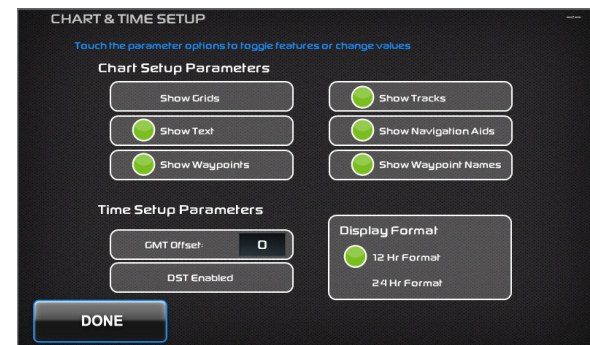 CHART & TIME SETUP
Touch the parameter options to toggle features or change values
Chart Setup Parameters
Show Grids
Show Tracks
Show Text
Show Navigation Aids
Show Waypoints
Show Waypoint Names
Time Setup Parameters
GMT Offset: 0
DST Enabled
Display Format
12 Hr Format
24 Hr Format
DONE